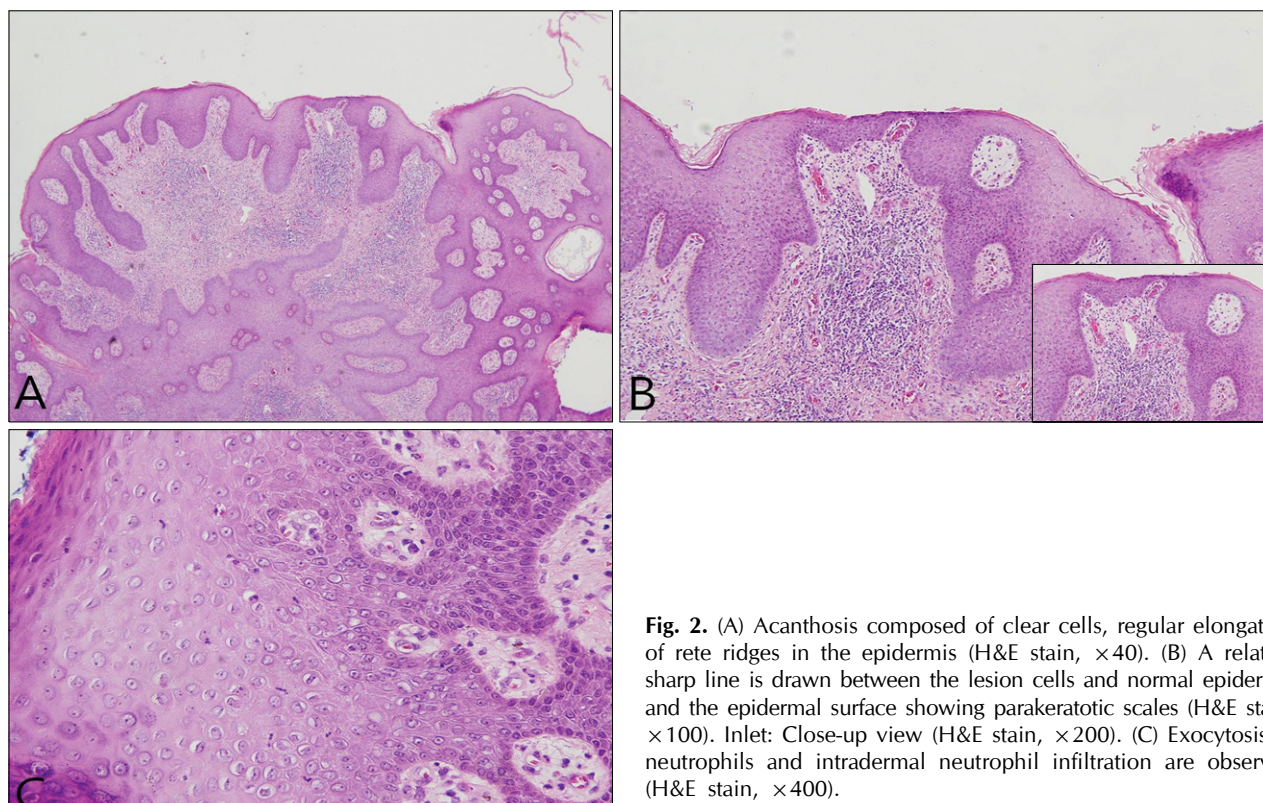 A
B
C
Fig. 2. (A) Acanthosis composed of clear cells, regular elongat
of rete ridges in the epidermis (H&E stain, ×40). (B) A relat
sharp line is drawn between the lesion cells and normal epider
and the epidermal surface showing parakeratotic scales (H&E sta
×100). Inlet: Close-up view (H&E stain, ×200). (C) Exocytosis
neutrophils and intradermal neutrophil infiltration are observ
(H&E stain, ×400).